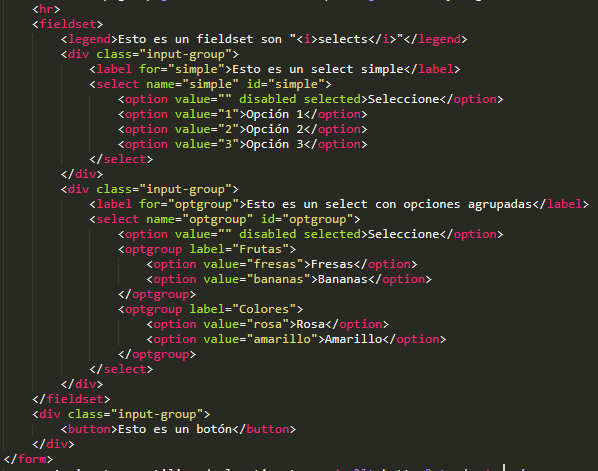 <hr>
<fieldset>
<legend>Esto es un fieldset son "<i>selects</i>"</legend>
<div class="input-group">
<label for="simple">Esto es un select simple</label>
<select name="simple" id="simple">
<option value="" disabled selected>Seleccione</option>
<option value="1">Opción 1</option>
<option value="2">Opción 2</option>
<option value="3">Opción 3</option>
</select>
</div>
<div class="input-group">
<label for="optgroup">Esto es un select con opciones agrupadas</label>
<select name="optgroup" id="optgroup">
<option value="" disabled selected>Seleccione</option>
<optgroup label="Frutas">
<option value="fresas">Fresas</option>
<option value="bananas">Bananas</option>
</optgroup>
<optgroup label="Colores">
<option value="rosa">Rosa</option>
<option value="amarillo">Amarillo</option>
</optgroup>
</select>
</div>
</fieldset>
<div class="input-group">
<button>Esto es un botón</button>
</div>
</form>